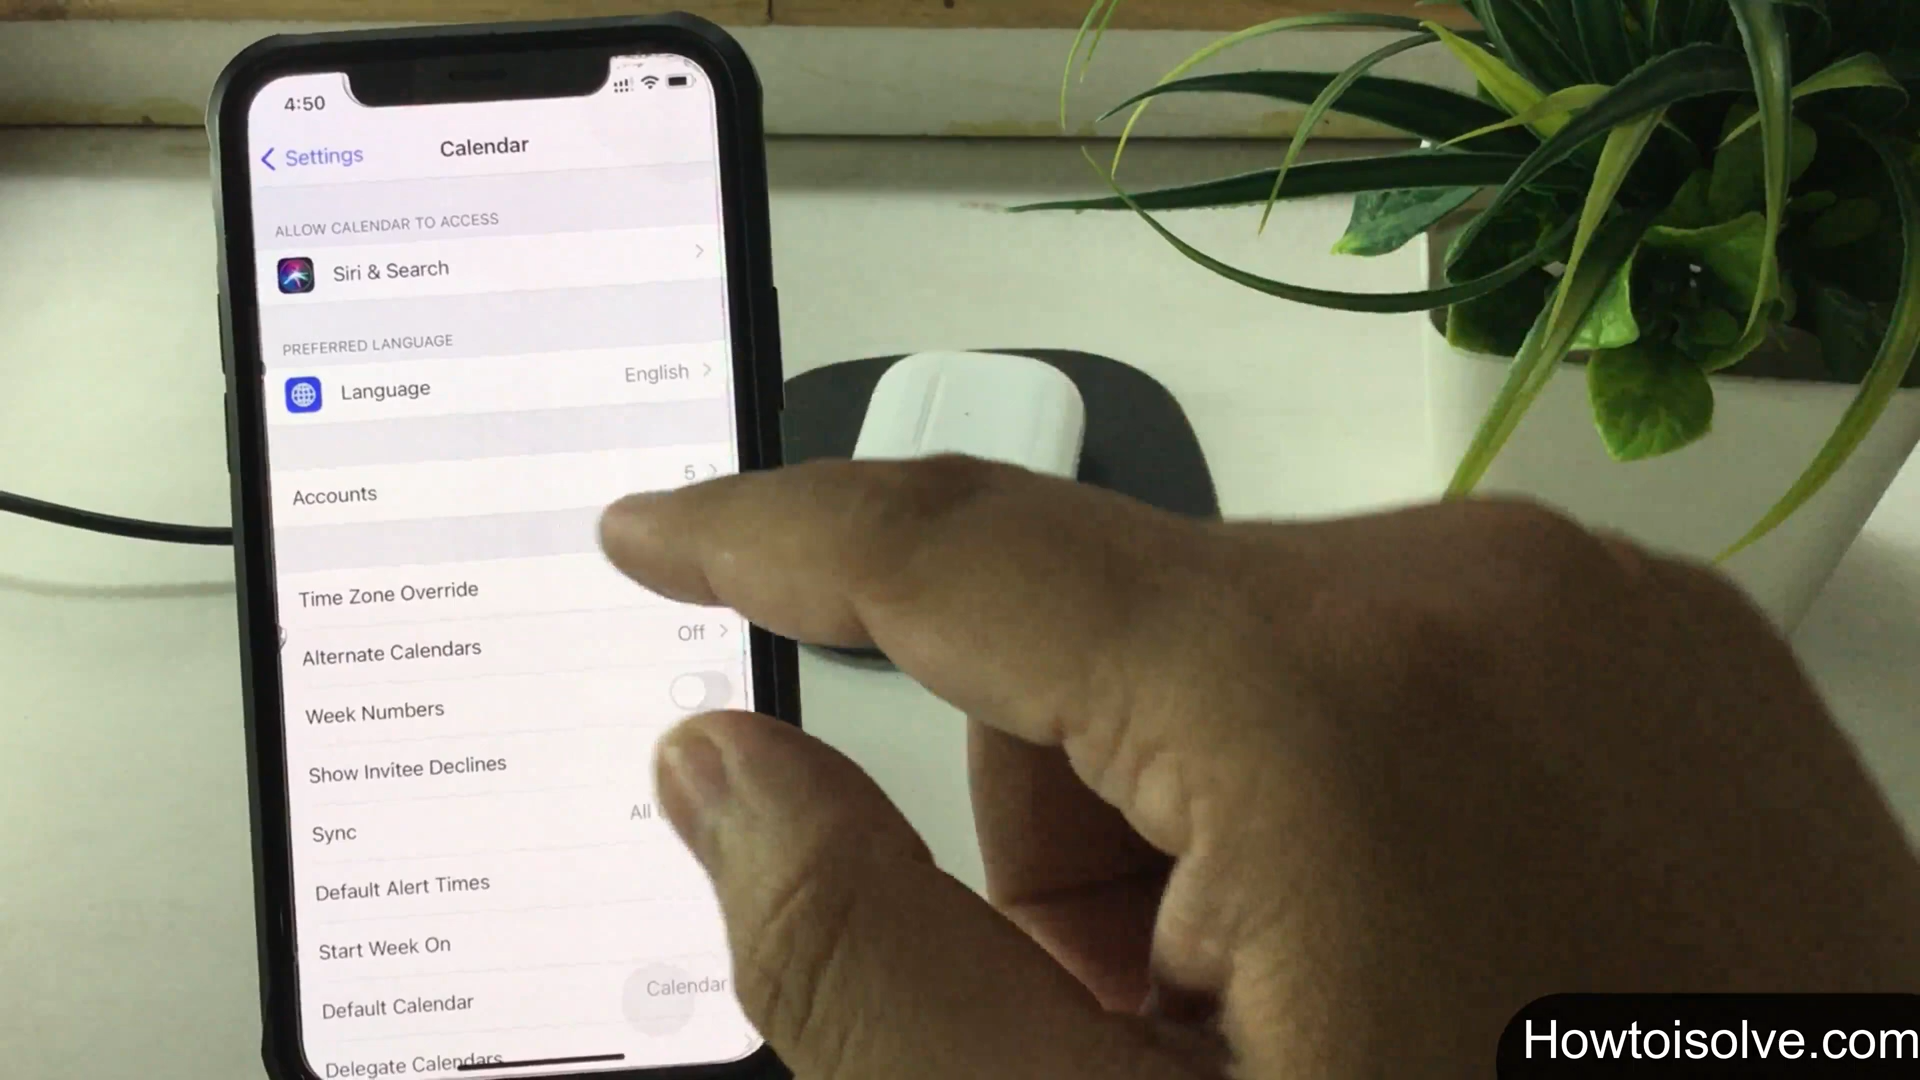 4:50
Settings
Calendar
ALLOW CALENDAR TO ACCESS
Siri & Search
PREFERRED LANGUAGE
Language English
Accounts 5
Time Zone Override
Alternate Calendars Off
Week Numbers
Show Invitee Declines
Sync All
Default Alert Times
Start Week On
Default Calendar Calendar
Delegate Calendars
Howtoisolve.com